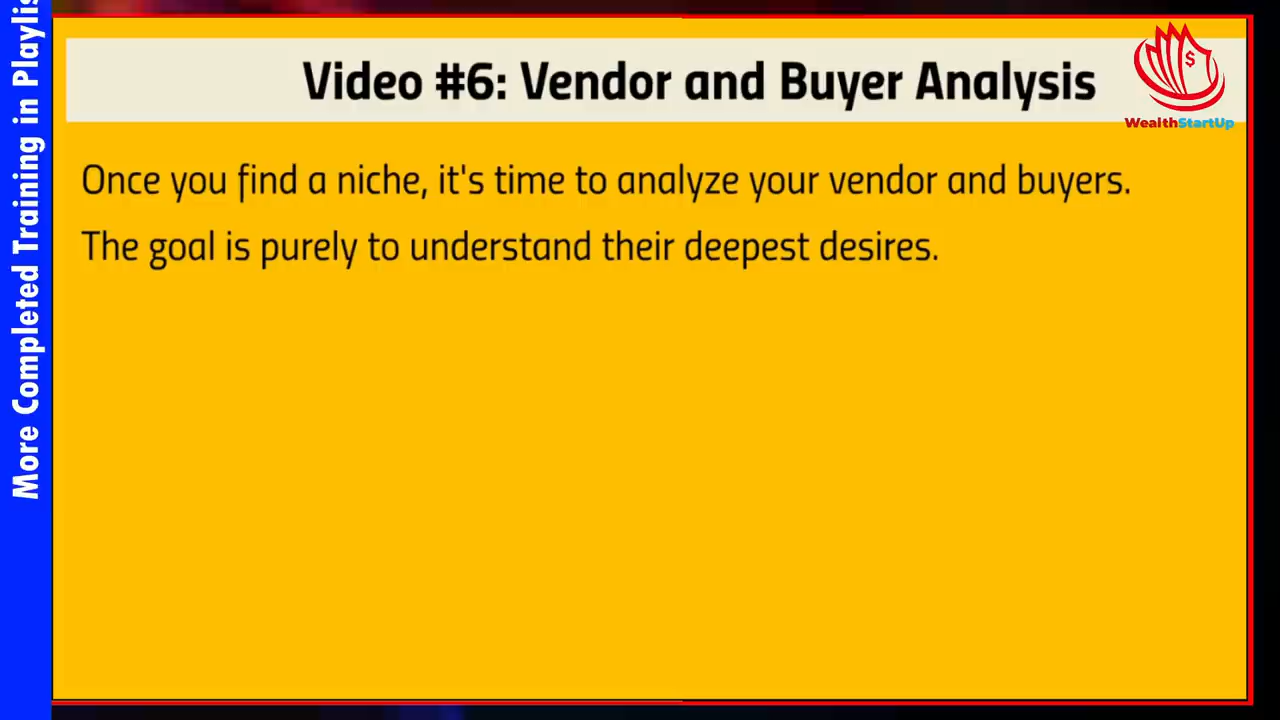 Video #6: Vendor and Buyer Analysis
$
WealthStartUp
Once you find a niche, it's time to analyze your vendor and buyers.
The goal is purely to understand their deepest desires.
More Completed Training in Playlis